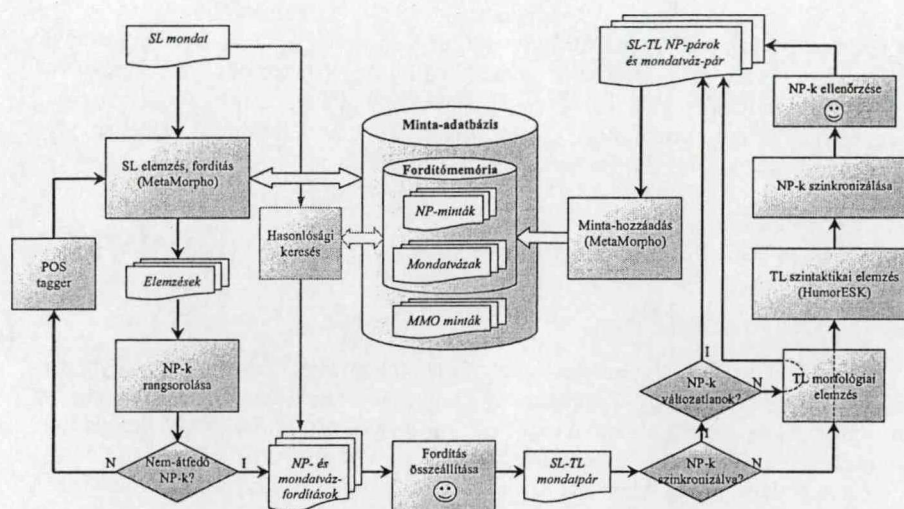 SL mondat
SL-TL NP-párok
és mondatváz-pár
NP-k ellenőrzése
Minta-adatbázis
SL elemzés, fordítás
(MetaMorpho)
Fordítómemória
NP-k szinkronizálása
NP-minták
Hasonlósági
keresés
Minta-hozzáadás
(MetaMorpho)
POS
tagger
Elemzések
Mondatvázak
TL szintaktikai elemzés
(HumorESK)
MMO minták
NP-k
rangsorolása
I
NP-k
változatlanok?
N
TL morfológiai
elemzés
I
N
Nem-átfedő
NP-k?
I
NP- és
mondatváz-
fordítások
Fordítás
összeállítása
SL-TL
mondatpár
NP-k
szinkronizálva?
N